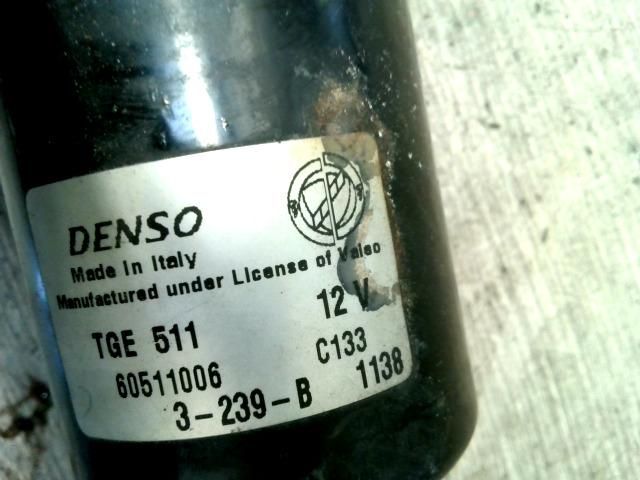 DENSO
Made in Italy
Manufactured under License of Valeo
TGE 511 12 V
60511006 C133
3-239-B 1138